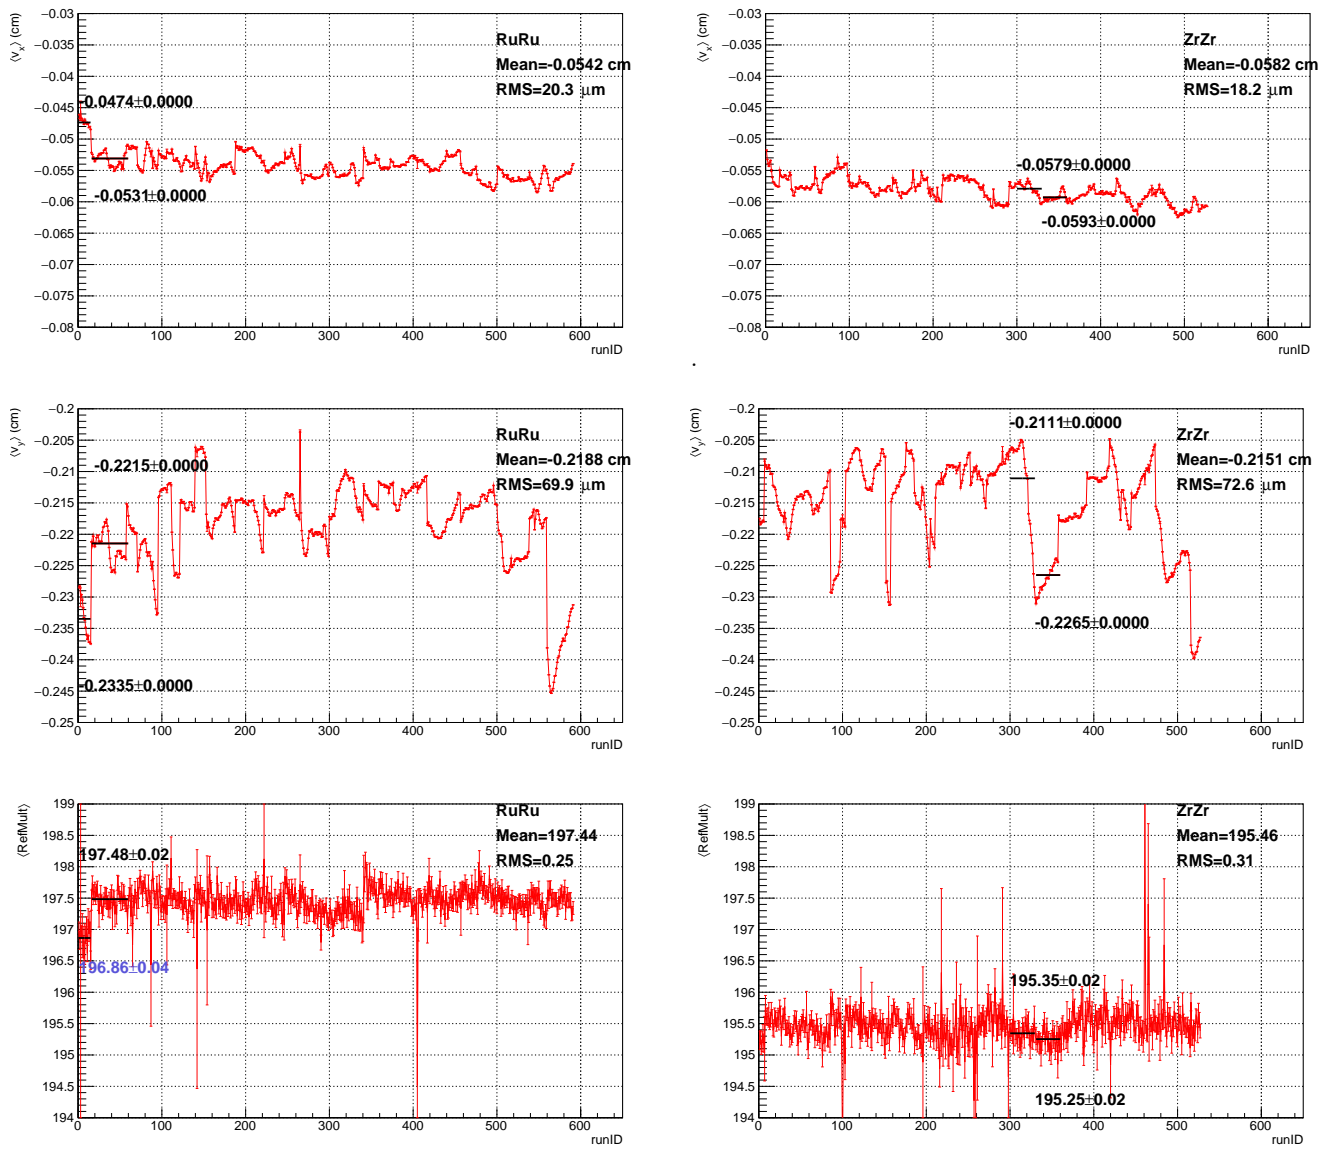 ⟨v_x⟩ (cm)
−0.03
−0.035
−0.04
−0.045
−0.05
−0.055
−0.06
−0.065
−0.07
−0.075
−0.08
RuRu
Mean=-0.0542 cm
RMS=20.3 μm
-0.0474±0.0000
-0.0531±0.0000
0 100 200 300 400 500 600
runID
⟨v_x⟩ (cm)
−0.03
−0.035
−0.04
−0.045
−0.05
−0.055
−0.06
−0.065
−0.07
−0.075
−0.08
ZrZr
Mean=-0.0582 cm
RMS=18.2 μm
-0.0579±0.0000
-0.0593±0.0000
0 100 200 300 400 500 600
runID
⟨v_y⟩ (cm)
−0.2
−0.205
−0.21
−0.215
−0.22
−0.225
−0.23
−0.235
−0.24
−0.245
−0.25
RuRu
Mean=-0.2188 cm
RMS=69.9 μm
-0.2215±0.0000
-0.2335±0.0000
0 100 200 300 400 500 600
runID
⟨v_y⟩ (cm)
−0.2
−0.205
−0.21
−0.215
−0.22
−0.225
−0.23
−0.235
−0.24
−0.245
−0.25
-0.2111±0.0000
ZrZr
Mean=-0.2151 cm
RMS=72.6 μm
-0.2265±0.0000
0 100 200 300 400 500 600
runID
⟨RefMult⟩
199
198.5
198
197.5
197
196.5
196
195.5
195
194.5
194
RuRu
Mean=197.44
RMS=0.25
197.48±0.02
196.86±0.04
0 100 200 300 400 500 600
runID
⟨RefMult⟩
199
198.5
198
197.5
197
196.5
196
195.5
195
194.5
194
ZrZr
Mean=195.46
RMS=0.31
195.35±0.02
195.25±0.02
0 100 200 300 400 500 600
runID